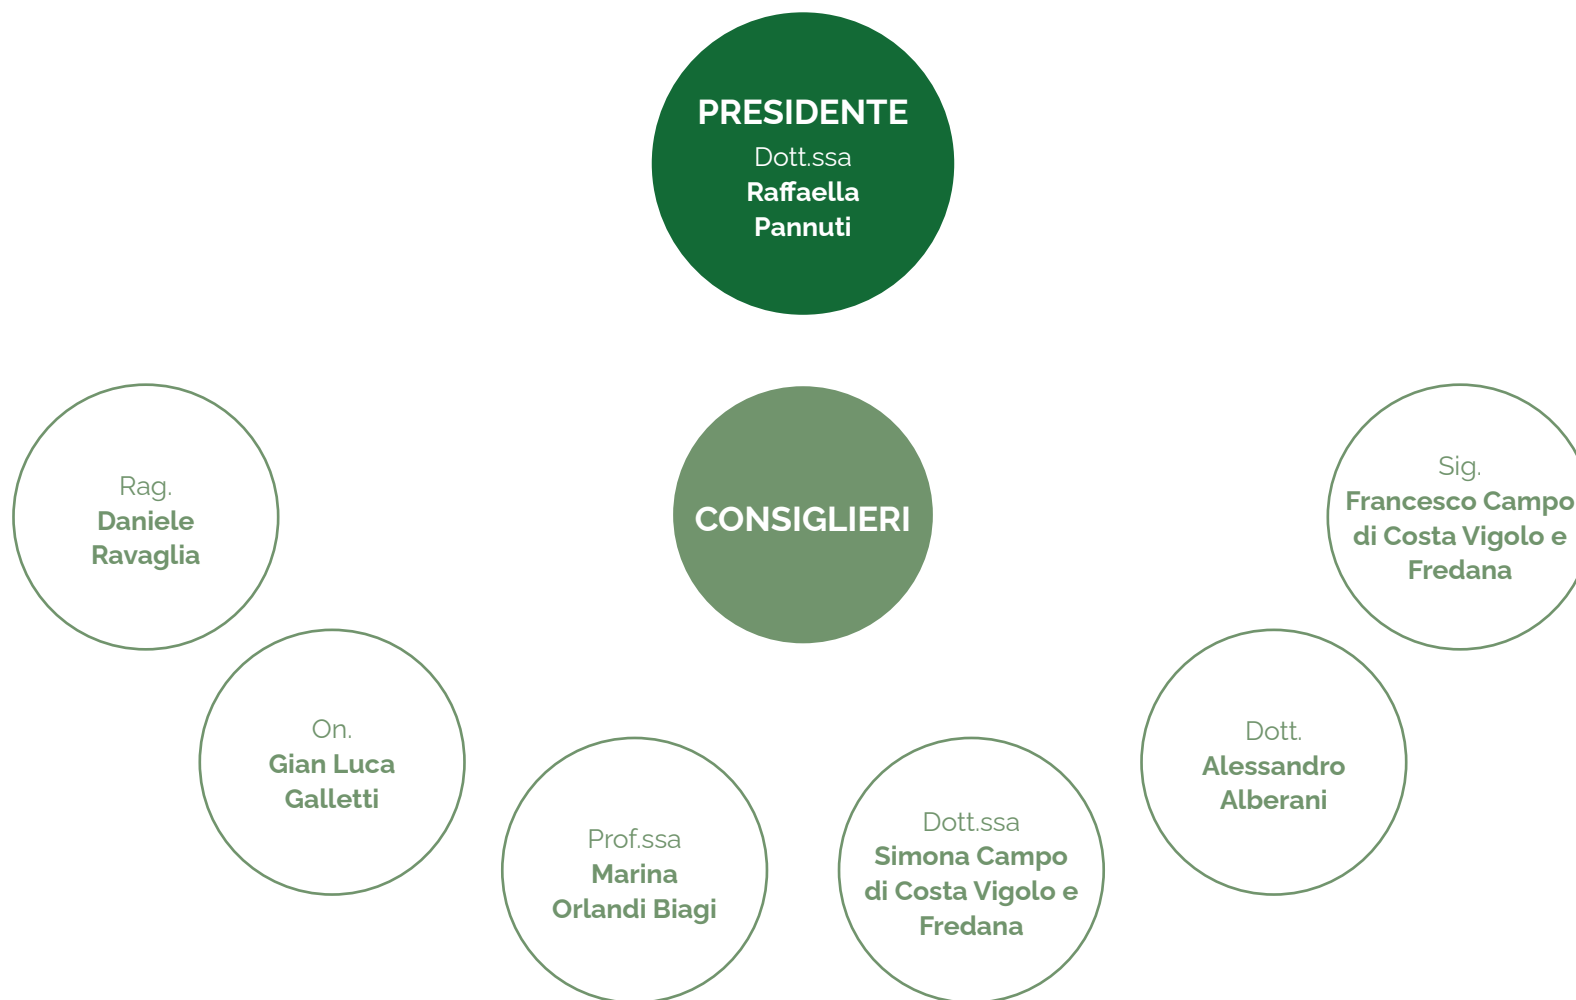 PRESIDENTE
Dott.ssa
Raffaella
Pannuti
CONSIGLIERI
Rag.
Daniele
Ravaglia
On.
Gian Luca
Galletti
Prof.ssa
Marina
Orlandi Biagi
Dott.ssa
Simona Campo
di Costa Vigolo e
Fredana
Dott.
Alessandro
Alberani
Sig.
Francesco Campo
di Costa Vigolo e
Fredana